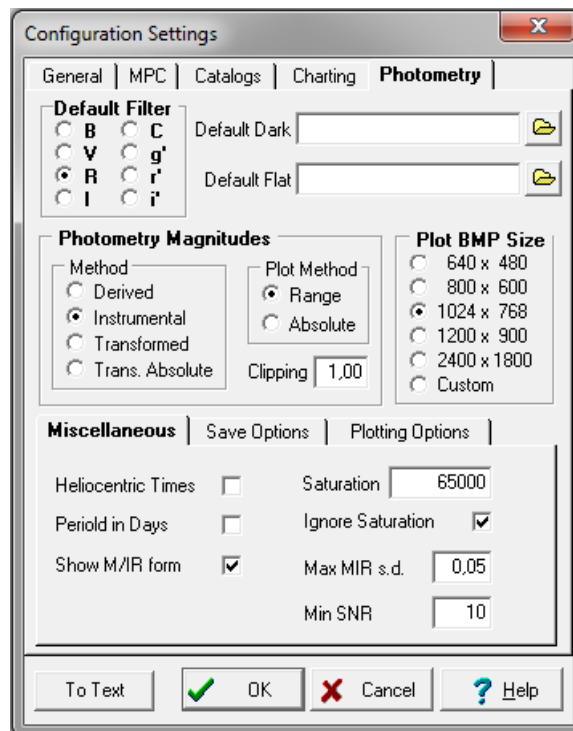 Configuration Settings
General MPC Catalogs Charting Photometry
Default Filter
B C
V g'
R r'
I i'
Default Dark
Default Flat
Photometry Magnitudes
Method
Derived
Instrumental
Transformed
Trans. Absolute
Plot Method
Range
Absolute
Clipping 1,00
Plot BMP Size
640 x 480
800 x 600
1024 x 768
1200 x 900
2400 x 1800
Custom
Miscellaneous Save Options Plotting Options
Heliocentric Times
Periold in Days
Show M/IR form
Saturation 65000
Ignore Saturation
Max MIR s.d. 0,05
Min SNR 10
To Text OK Cancel Help